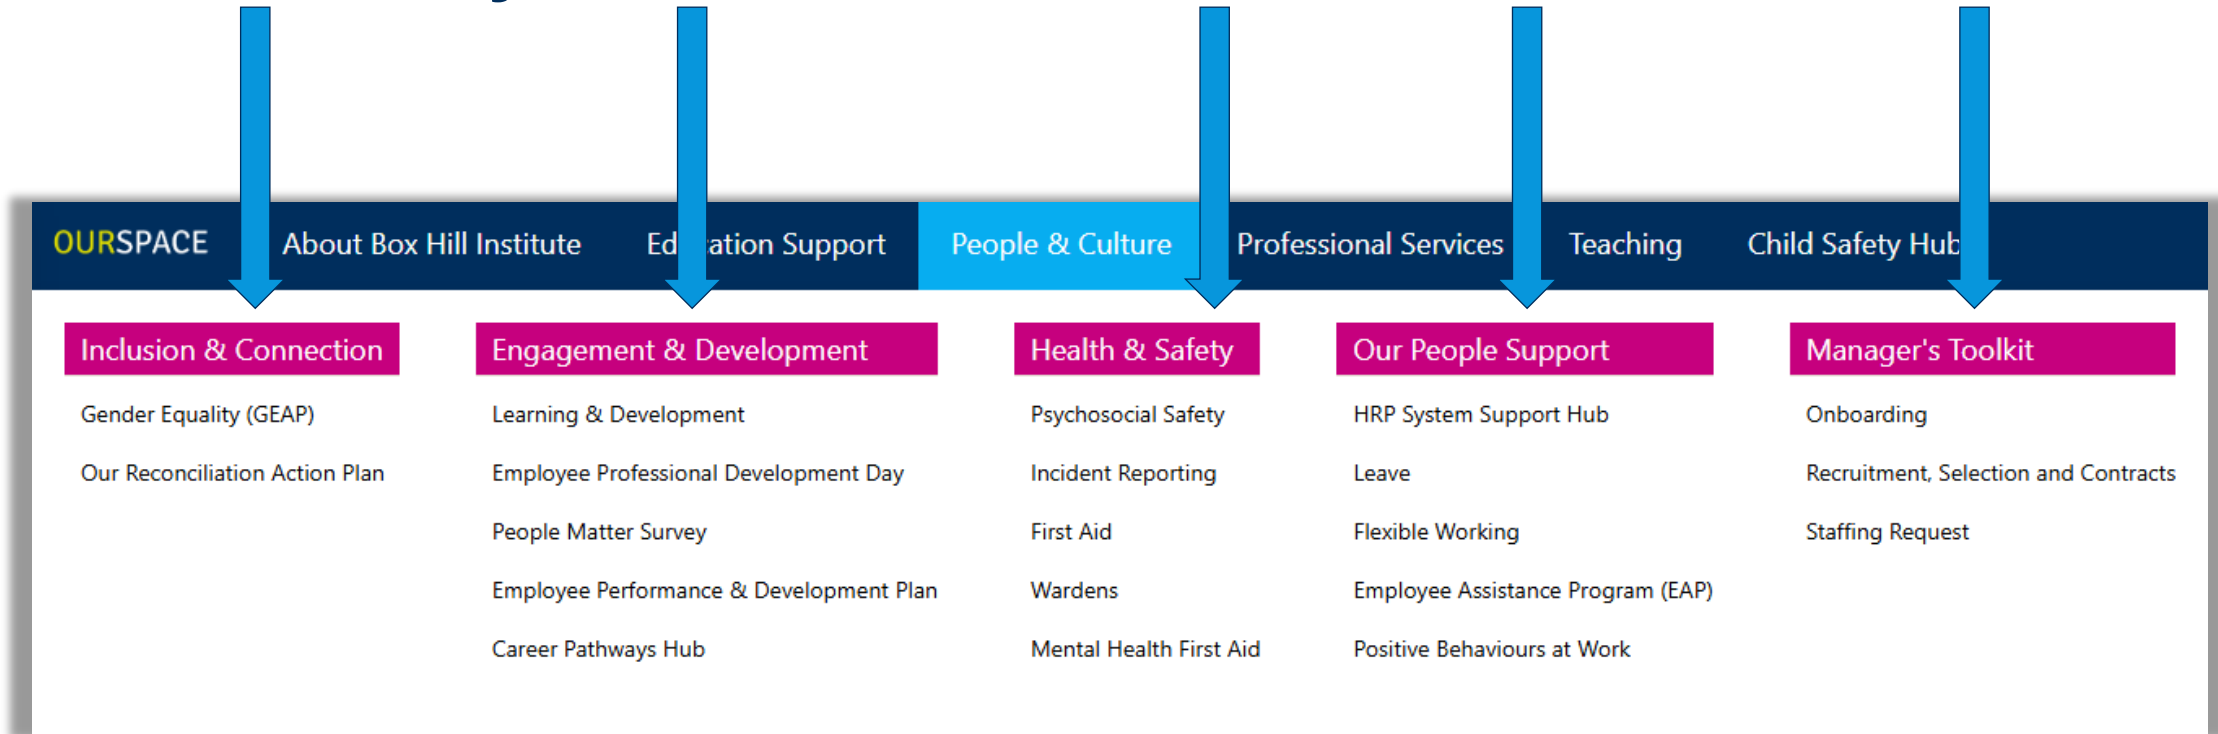 OURSPACE About Box Hill Institute Education Support People & Culture Professional Services Teaching Child Safety Hub
Inclusion & Connection
Gender Equality (GEAP)
Our Reconciliation Action Plan
Engagement & Development
Learning & Development
Employee Professional Development Day
People Matter Survey
Employee Performance & Development Plan
Career Pathways Hub
Health & Safety
Psychosocial Safety
Incident Reporting
First Aid
Wardens
Mental Health First Aid
Our People Support
HRP System Support Hub
Leave
Flexible Working
Employee Assistance Program (EAP)
Positive Behaviours at Work
Manager's Toolkit
Onboarding
Recruitment, Selection and Contracts
Staffing Request